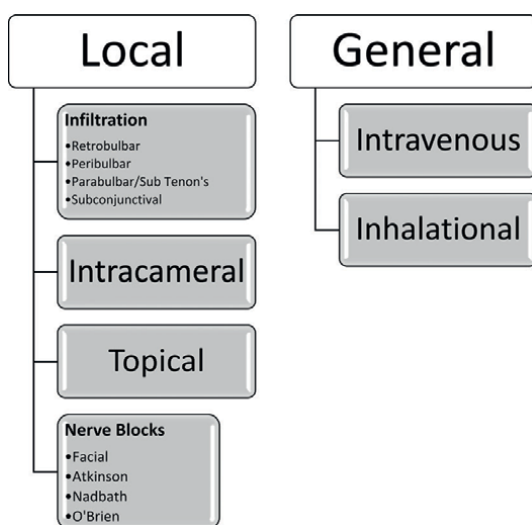 Local
Infiltration
•Retrobulbar
•Peribulbar
•Parabulbar/Sub Tenon's
•Subconjunctival
Intracameral
Topical
Nerve Blocks
•Facial
•Atkinson
•Nadbath
•O'Brien
General
Intravenous
Inhalational